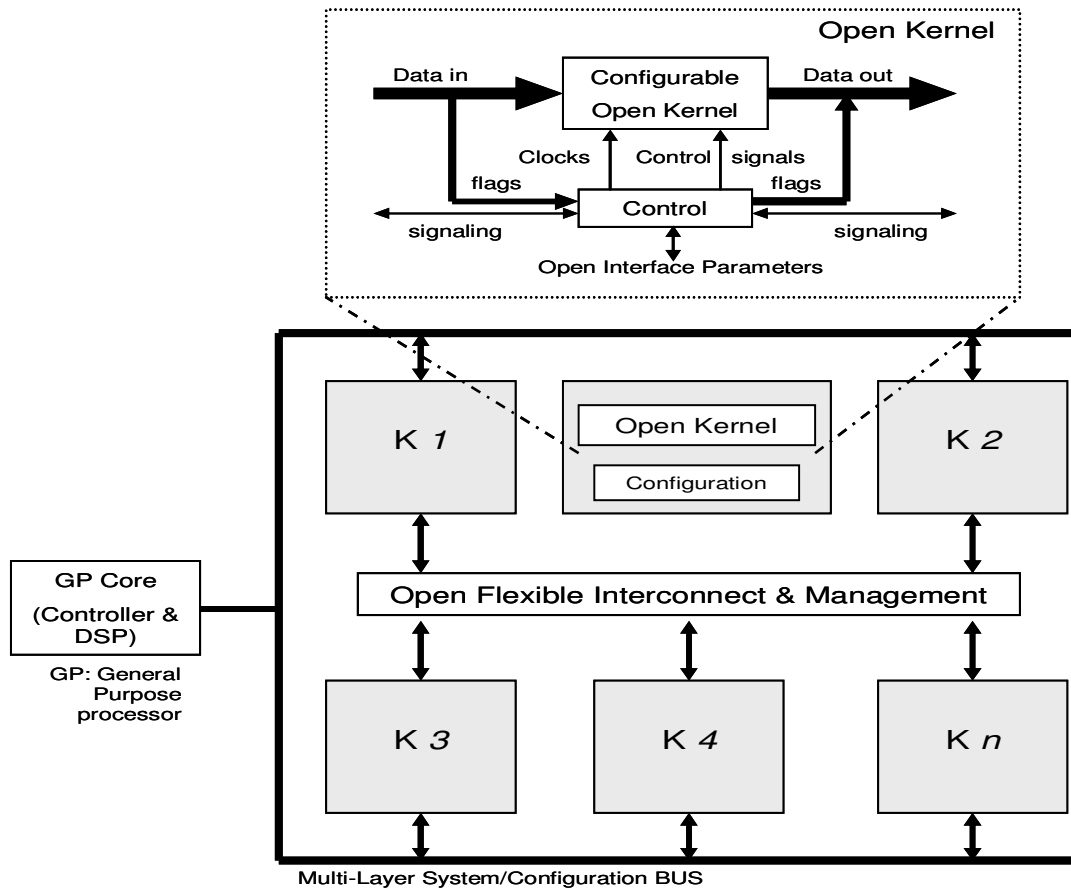 Open Kernel
Data in
Configurable
Open Kernel
Data out
Clocks
Control signals
flags
flags
Control
signaling
signaling
Open Interface Parameters
K 1
Open Kernel
Configuration
K 2
GP Core
(Controller &
DSP)
GP: General
Purpose
processor
Open Flexible Interconnect & Management
K 3
K 4
K n
Multi-Layer System/Configuration BUS